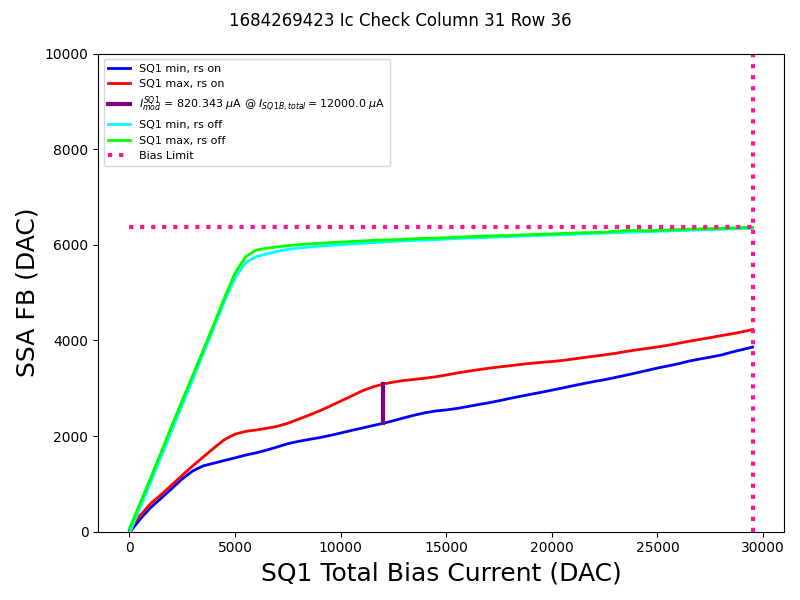 1684269423 Ic Check Column 31 Row 36
10000
8000
6000
4000
2000
0
SSA FB (DAC)
SQ1 min, rs on
SQ1 max, rs on
I_{mod}^{SQ1} = 820.343 μA @ I_{SQ1B,total} = 12000.0 μA
SQ1 min, rs off
SQ1 max, rs off
Bias Limit
0 5000 10000 15000 20000 25000 30000
SQ1 Total Bias Current (DAC)